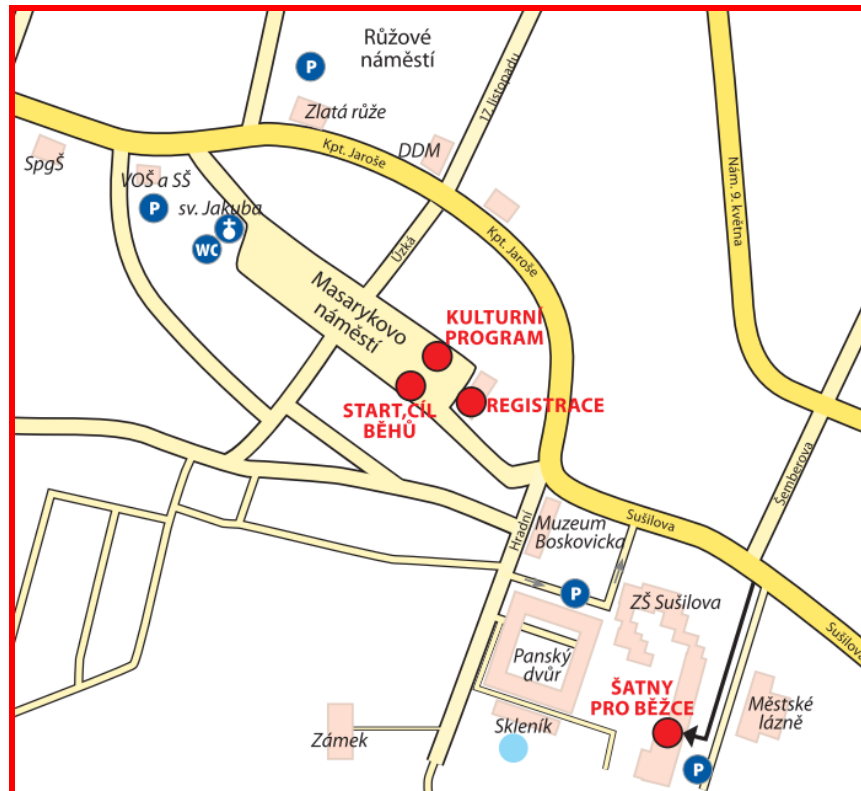 Růžové
náměstí
P
Zlatá růže
17. listopadu
DDM
Kpt. Jaroše
SpgŠ
VOŠ a SŠ
P
sv. Jakuba
WC
Nám. 9. května
Úzká
Kpt. Jaroše
Masarykovo
náměstí
KULTURNÍ
PROGRAM
START,CÍL
BĚHŮ
REGISTRACE
Šemberova
Sušilova
Hradní
Muzeum
Boskovicka
P
ZŠ Sušilova
Sušilova
Panský
dvůr
ŠATNY
PRO BĚŽCE
Městské
lázně
Skleník
Zámek
P